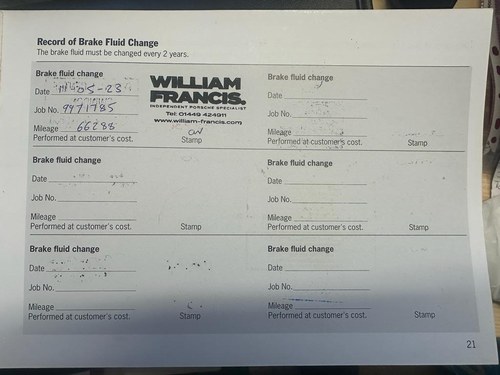 Record of Brake Fluid Change
The brake fluid must be changed every 2 years.
Brake fluid change
Date 11-05-23
Job No. 9971785
Mileage 66288
Performed at customer's cost.
WILLIAM
FRANCIS.
INDEPENDENT PORSCHE SPECIALIST
Tel: 01449 424911
www.william-francis.com
Stamp
Brake fluid change
Date
Job No.
Mileage
Performed at customer's cost. Stamp
Brake fluid change
Date
Job No.
Mileage
Performed at customer's cost. Stamp
Brake fluid change
Date
Job No.
Mileage
Performed at customer's cost. Stamp
Brake fluid change
Date
Job No.
Mileage
Performed at customer's cost. Stamp
Brake fluid change
Date
Job No.
Mileage
Performed at customer's cost. Stamp
21